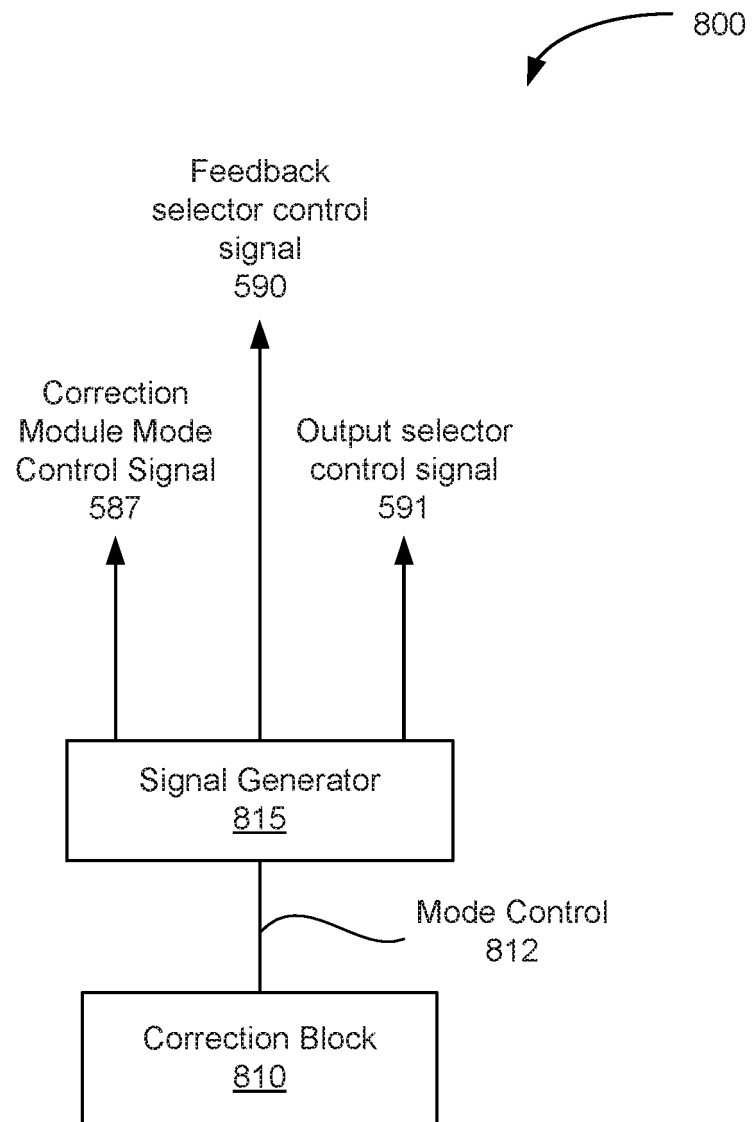 800
Feedback
selector control
signal
590
Correction
Module Mode
Control Signal
587
Output selector
control signal
591
Signal Generator
815
Mode Control
812
Correction Block
810